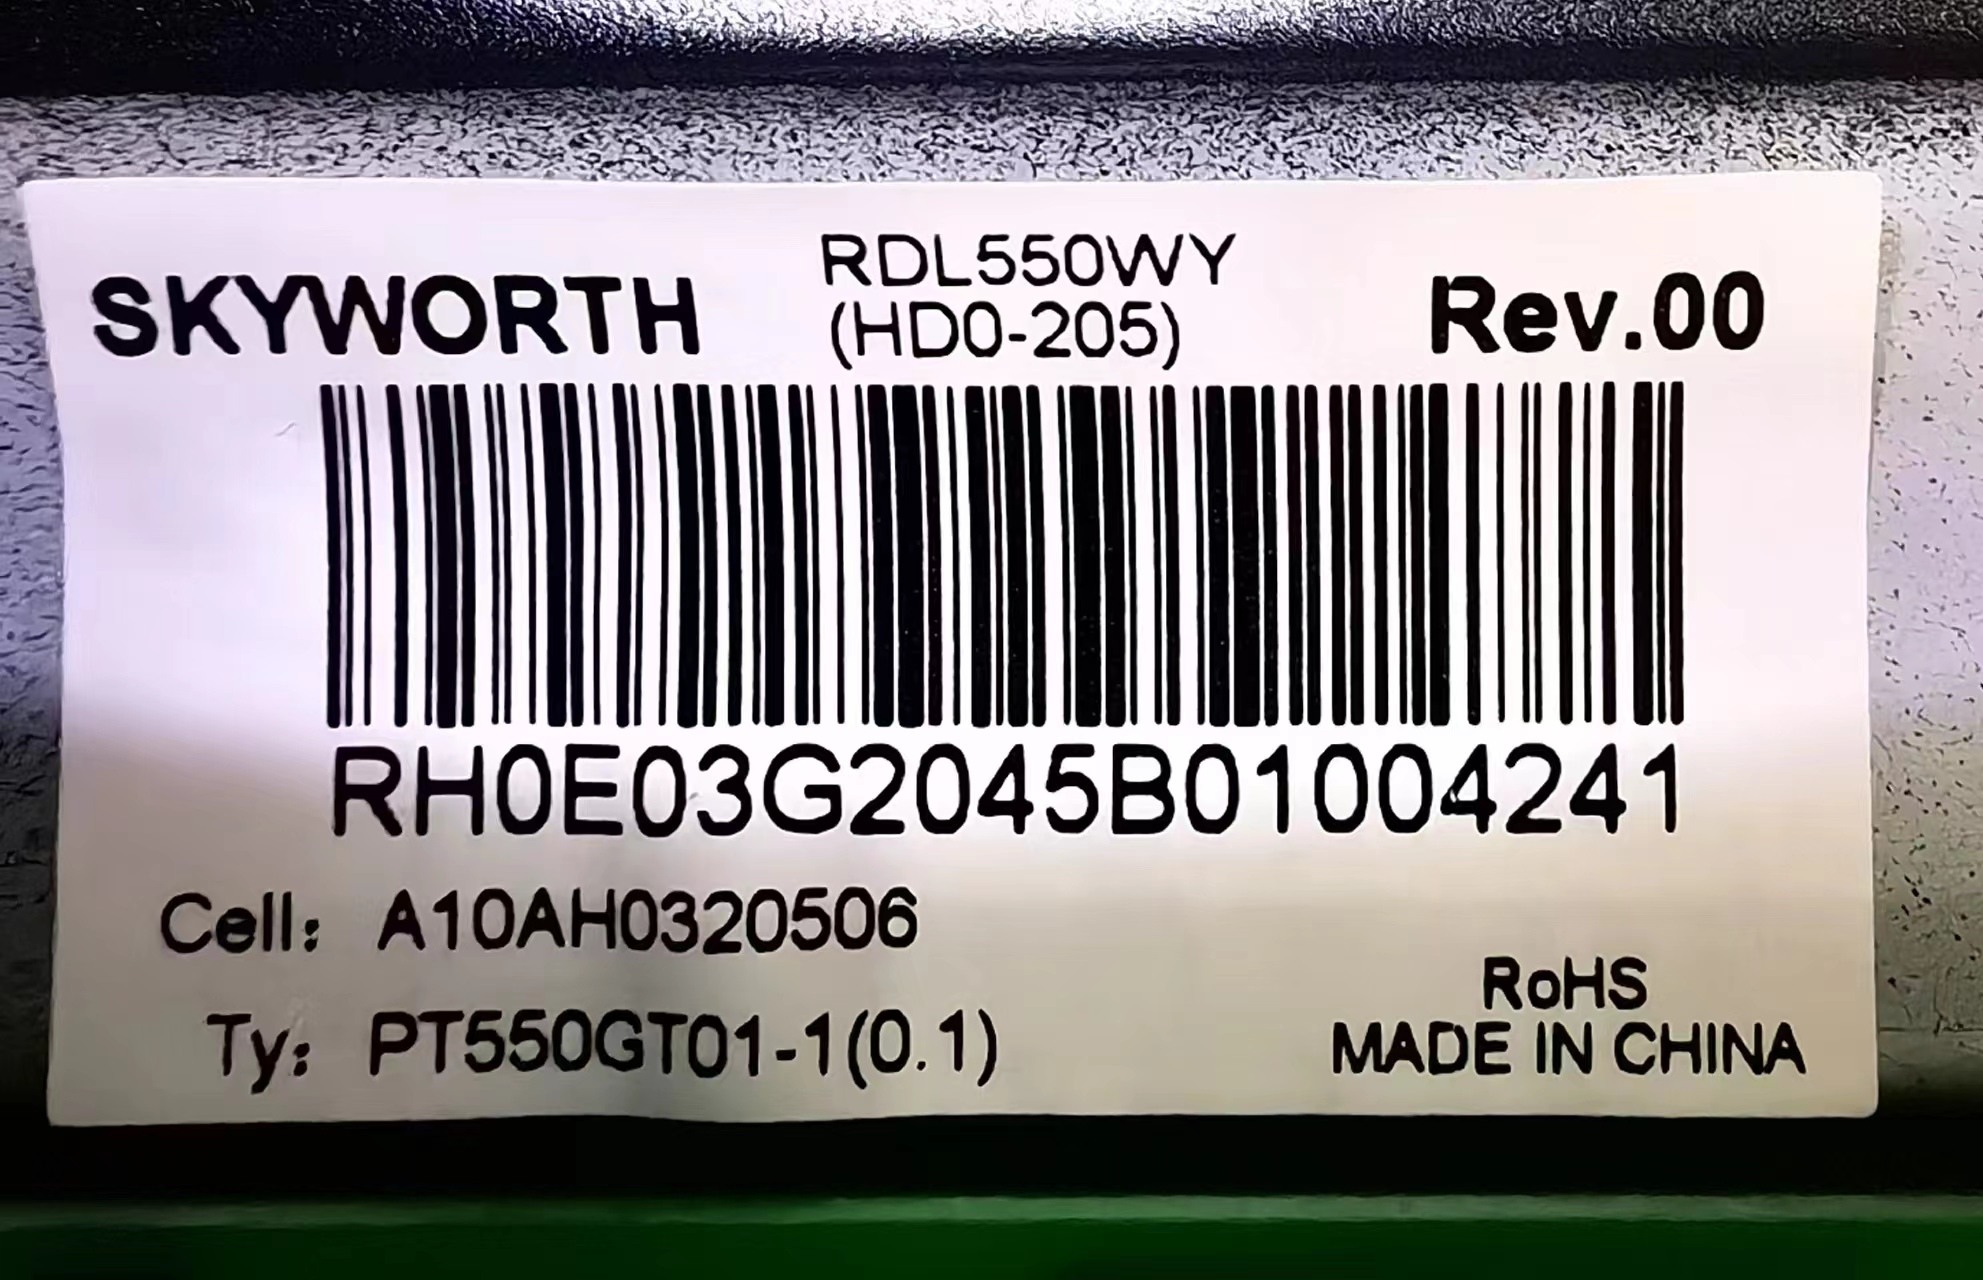 SKYWORTH
RDL550WY
(HD0-205)
Rev.00
RH0E03G2045B01004241
Cell: A10AH0320506
Ty: PT550GT01-1(0.1)
RoHS
MADE IN CHINA